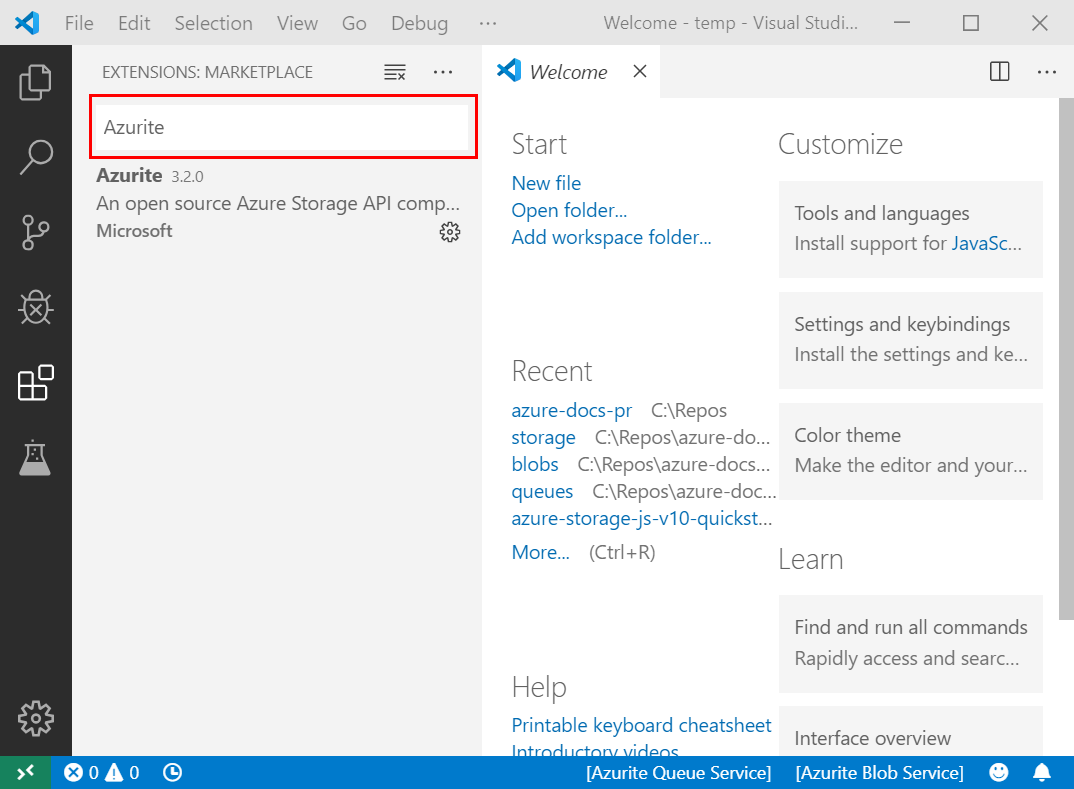 File Edit Selection View Go Debug ··· Welcome - temp - Visual Studi...
EXTENSIONS: MARKETPLACE
Azurite
Azurite 3.2.0
An open source Azure Storage API comp...
Microsoft
Welcome
Start
New file
Open folder...
Add workspace folder...
Recent
azure-docs-pr C:\Repos
storage C:\Repos\azure-do...
blobs C:\Repos\azure-docs...
queues C:\Repos\azure-doc...
azure-storage-js-v10-quickst...
More... (Ctrl+R)
Help
Printable keyboard cheatsheet
Introductory videos
Customize
Tools and languages
Install support for JavaSc...
Settings and keybindings
Install the settings and ke...
Color theme
Make the editor and your...
Learn
Find and run all commands
Rapidly access and searc...
Interface overview
0 0 [Azurite Queue Service] [Azurite Blob Service]